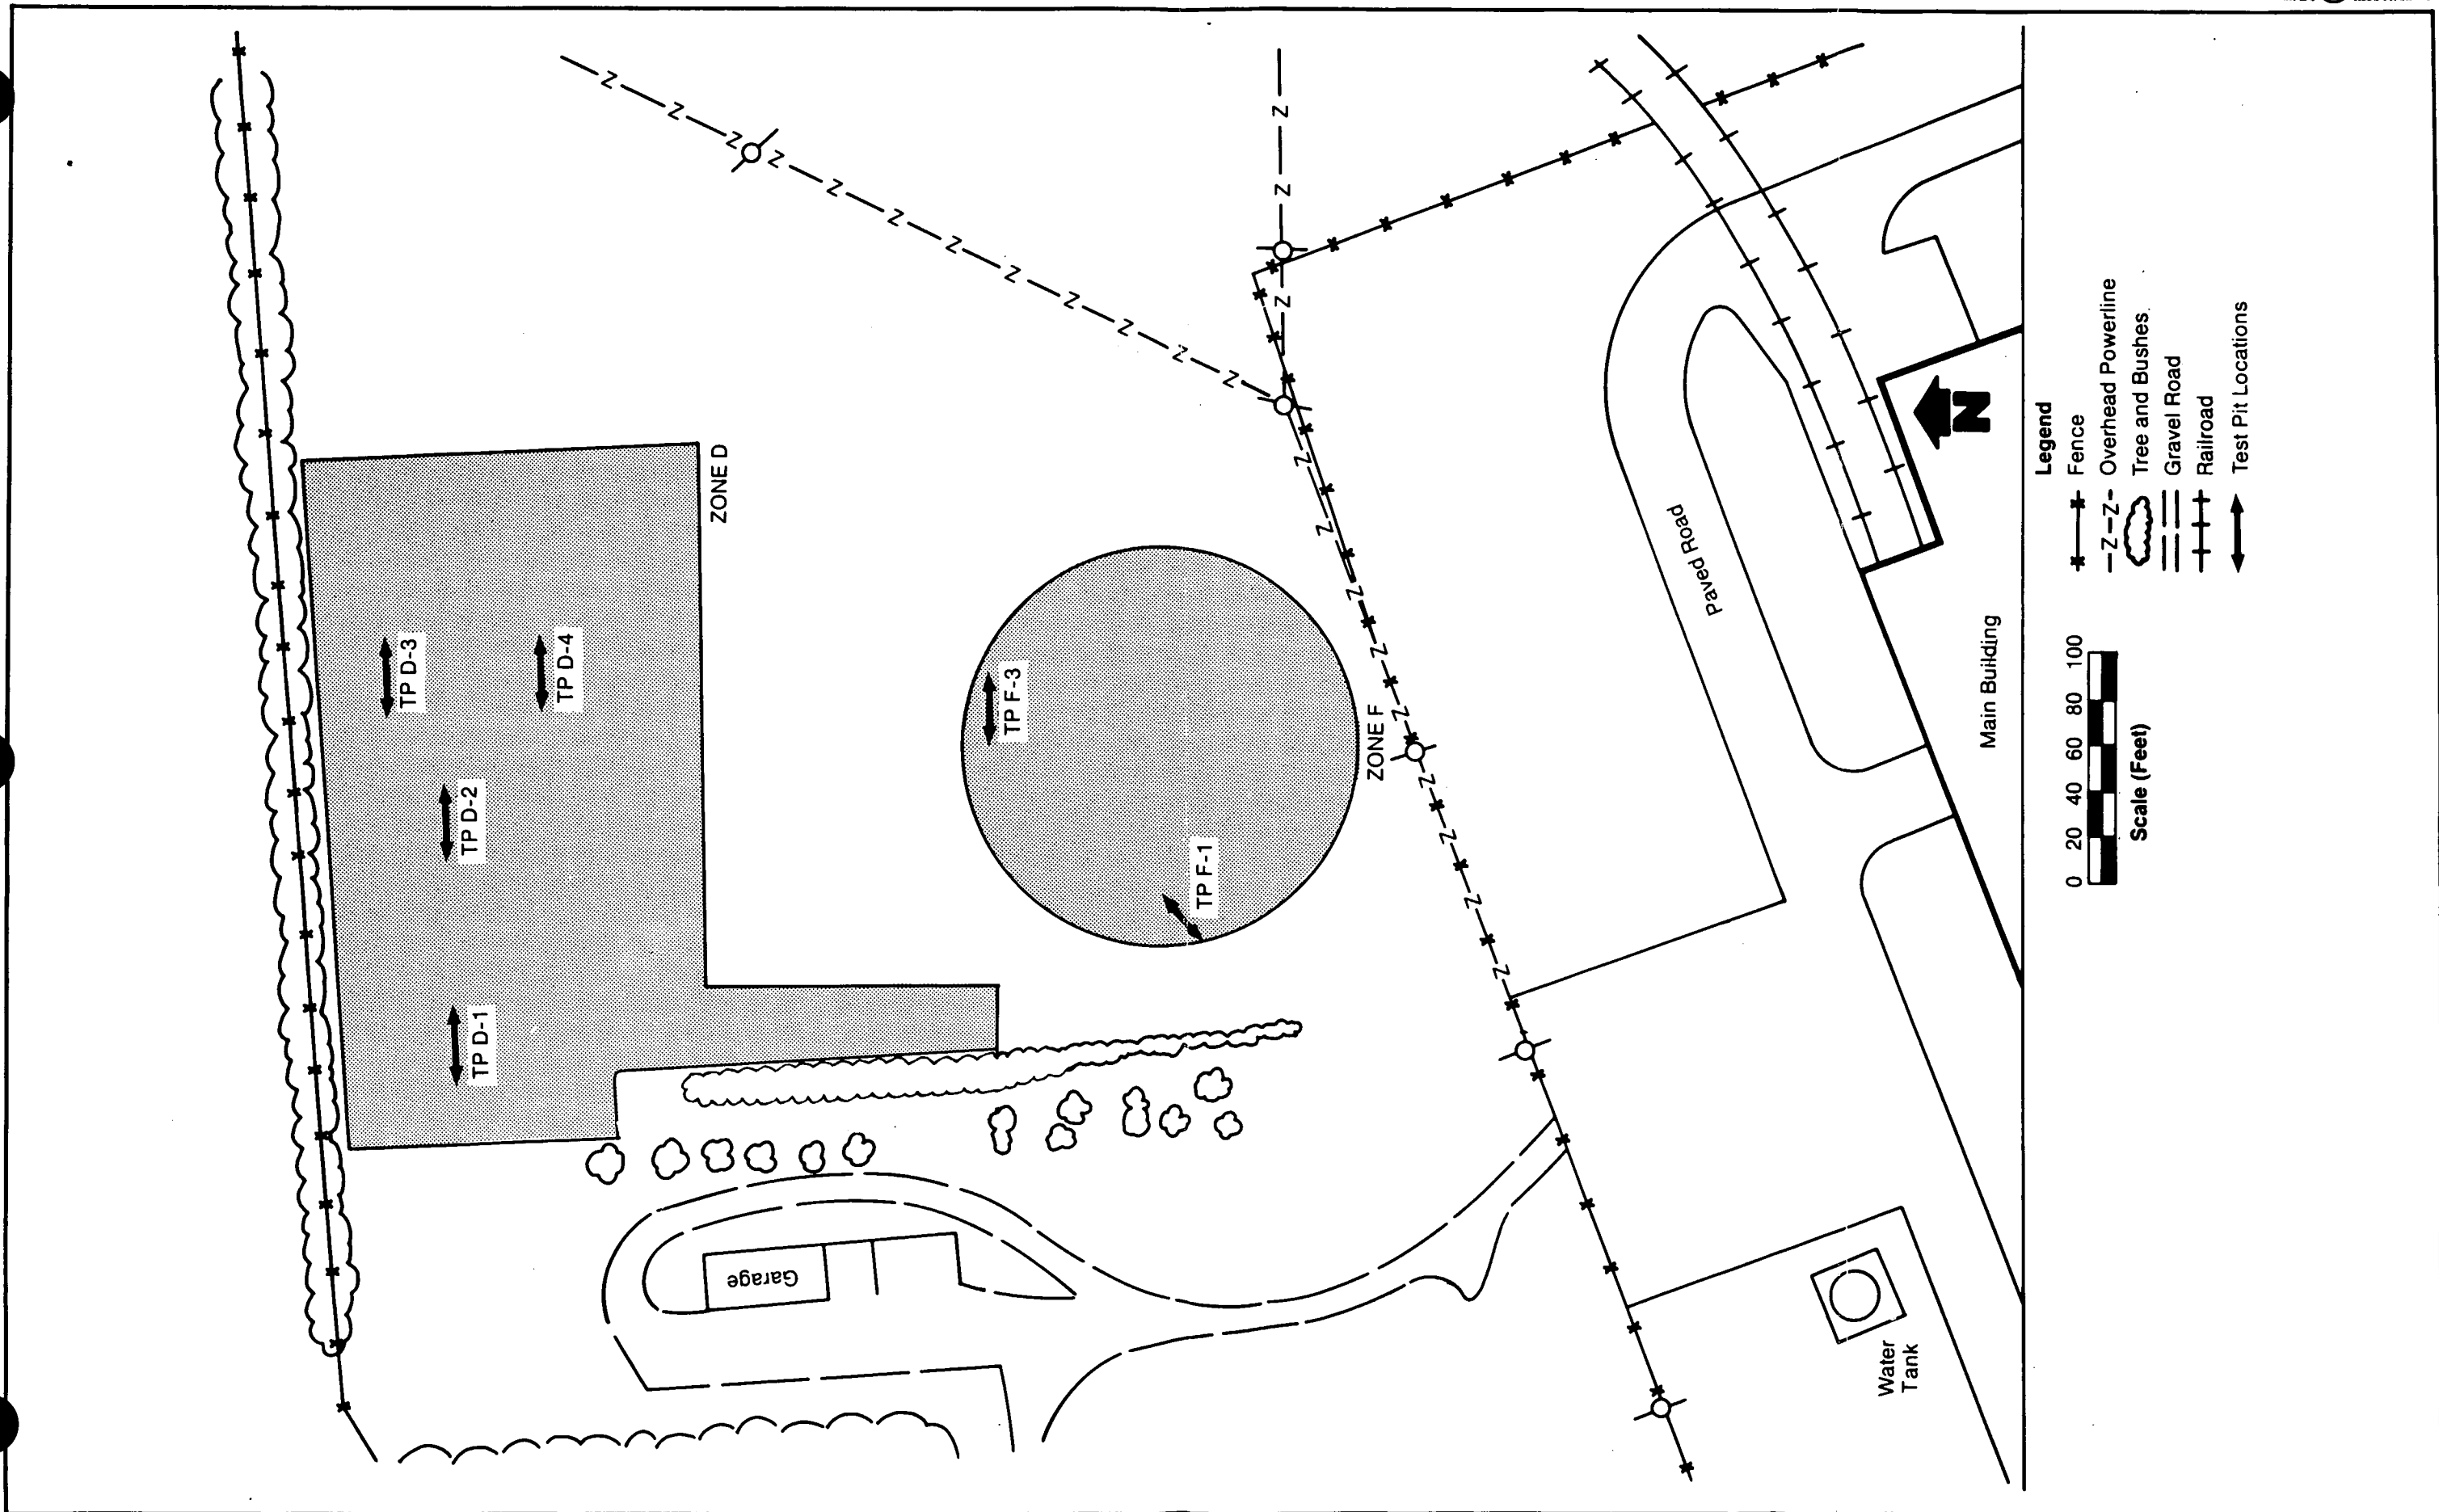 TP D-1
TP D-2
TP D-3
TP D-4
ZONE D
TP F-1
TP F-3
ZONE F
Garage
Paved Road
Water
Tank
Main Building
N
0 20 40 60 80 100
Scale (Feet)
Legend
Fence
Z Z Overhead Powerline
Tree and Bushes
Gravel Road
Railroad
Test Pit Locations
Z Z Z Z Z Z Z Z Z Z Z Z
Z Z Z
Z Z Z Z Z Z Z Z Z